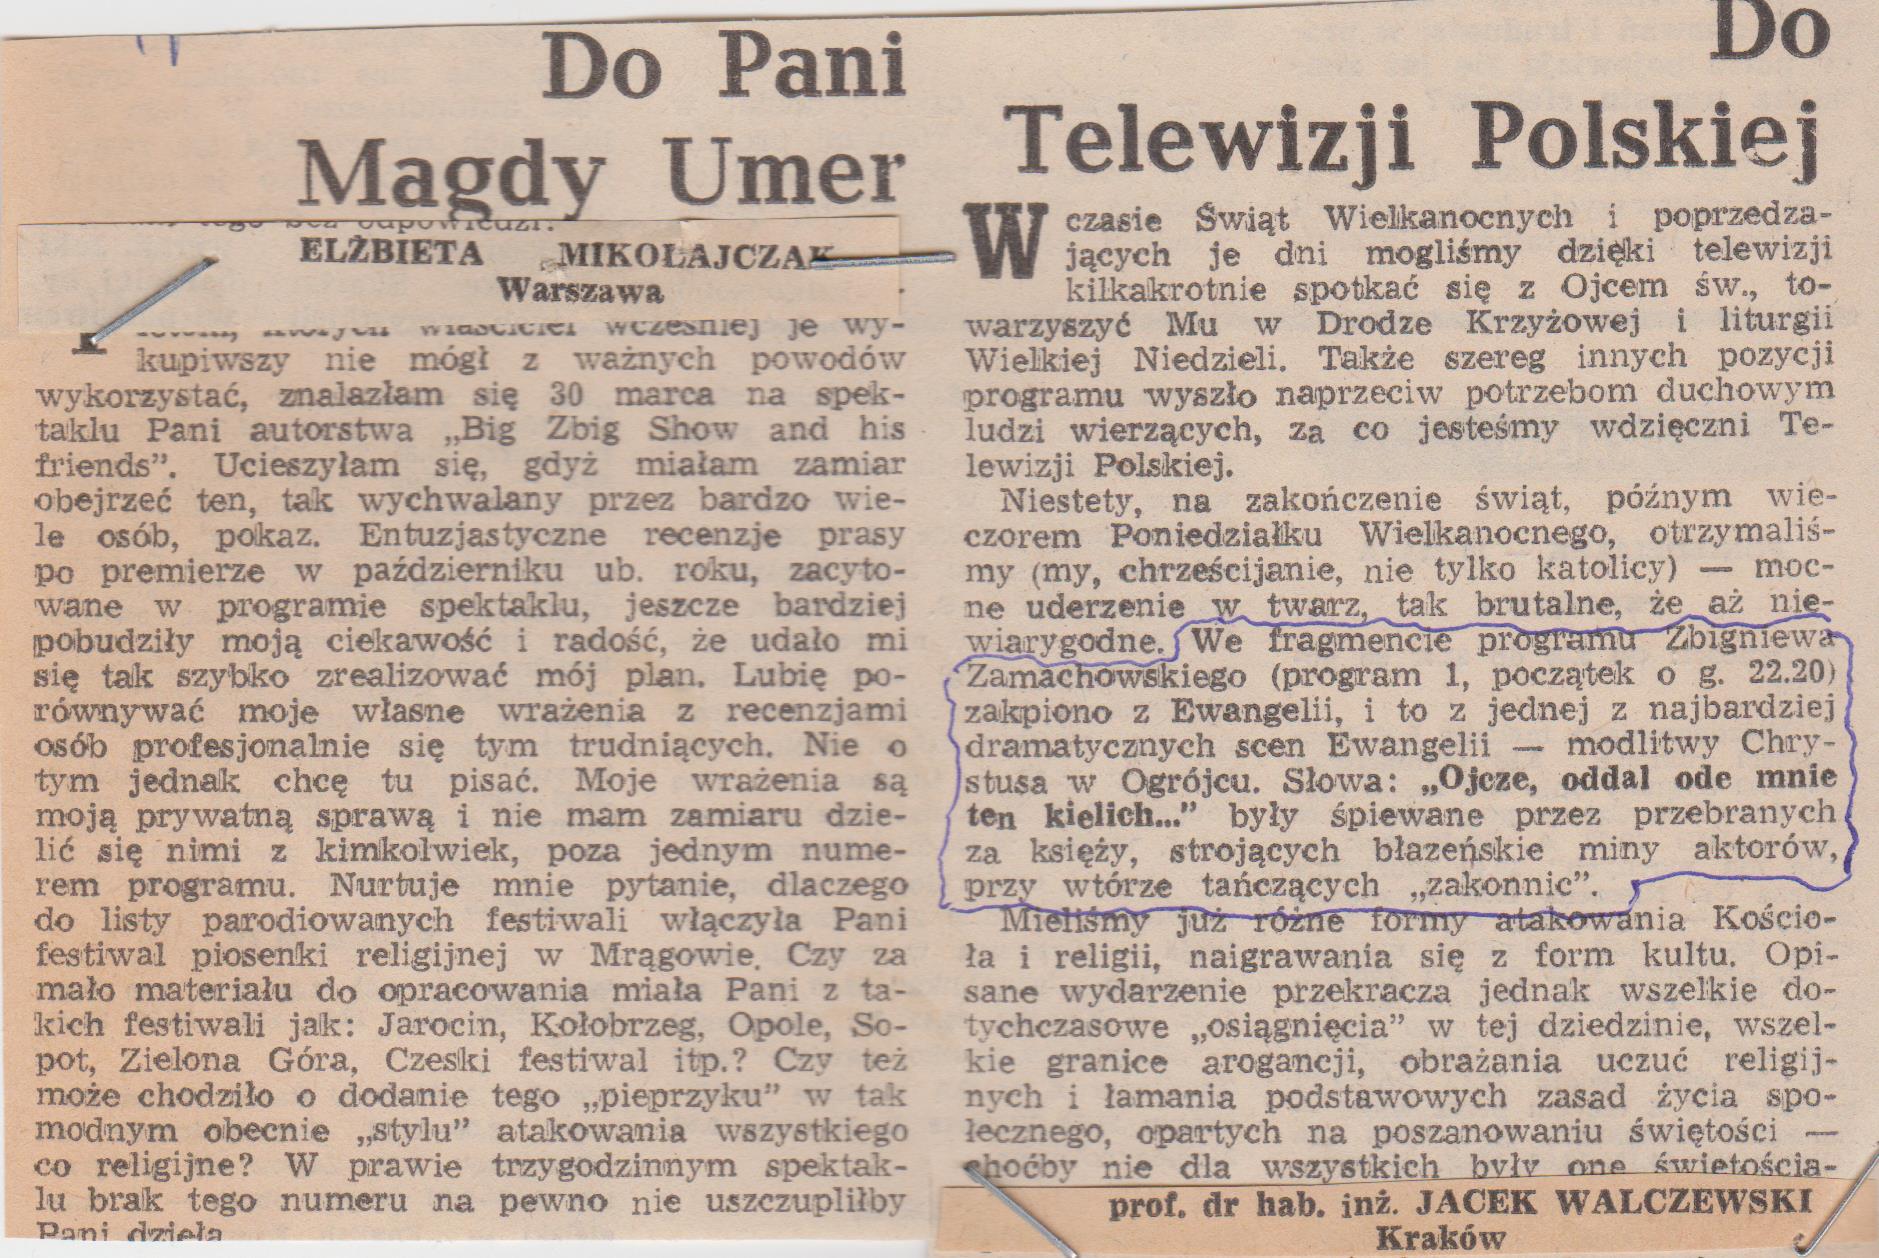 Do Pani
Magdy Umer
tego bez odpowiedzi.
ELŻBIETA MIKOŁAJCZAK
Warszawa
których właściciel wcześniej je wy-
kupiwszy nie mógł z ważnych powodów
wykorzystać, znalazłam się 30 marca na spek-
taklu Pani autorstwa „Big Zbig Show and his
friends”. Ucieszyłam się, gdyż miałam zamiar
obejrzeć ten, tak wychwalany przez bardzo wie-
le osób, pokaz. Entuzjastyczne recenzje prasy
po premierze w październiku ub. roku, zacyto-
wane w programie spektaklu, jeszcze bardziej
pobudziły moją ciekawość i radość, że udało mi
się tak szybko zrealizować mój plan. Lubię po-
równywać moje własne wrażenia z recenzjami
osób profesjonalnie się tym trudniących. Nie o
tym jednak chcę tu pisać. Moje wrażenia są
moją prywatną sprawą i nie mam zamiaru dzie-
lić się nimi z kimkolwiek, poza jednym nume-
rem programu. Nurtuje mnie pytanie, dlaczego
do listy parodiowanych festiwali włączyła Pani
festiwal piosenki religijnej w Mrągowie. Czy za
mało materiału do opracowania miała Pani z ta-
kich festiwali jak: Jarocin, Kołobrzeg, Opole, So-
pot, Zielona Góra, Czeski festiwal itp.? Czy też
może chodziło o dodanie tego „pieprzyku” w tak
modnym obecnie „stylu” atakowania wszystkiego
co religijne? W prawie trzygodzinnym spektak-
lu brak tego numeru na pewno nie uszczupliłby
Pani dzieła
Do
Telewizji Polskiej
W czasie Świąt Wielkanocnych i poprzedza-
jących je dni mogliśmy dzięki telewizji
kilkakrotnie spotkać się z Ojcem św., to-
warzyszyć Mu w Drodze Krzyżowej i liturgii
Wielkiej Niedzieli. Także szereg innych pozycji
programu wyszło naprzeciw potrzebom duchowym
ludzi wierzących, za co jesteśmy wdzięczni Te-
lewizji Polskiej.
Niestety, na zakończenie świąt, późnym wie-
czorem Poniedziałku Wielkanocnego, otrzymaliś-
my (my, chrześcijanie, nie tylko katolicy) — moc-
ne uderzenie w twarz, tak brutalne, że aż nie-
wiarygodne. We fragmencie programu Zbigniewa
Zamachowskiego (program 1, początek o g. 22.20)
zakpiono z Ewangelii, i to z jednej z najbardziej
dramatycznych scen Ewangelii — modlitwy Chry-
stusa w Ogrójcu. Słowa: „Ojcze, oddal ode mnie
ten kielich...” były śpiewane przez przebranych
za księży, strojących błazeńskie miny aktorów,
przy wtórze tańczących „zakonnic”.
Mieliśmy już różne formy atakowania Kościo-
ła i religii, naigrawania się z form kultu. Opi-
sane wydarzenie przekracza jednak wszelkie do-
tychczasowe „osiągnięcia” w tej dziedzinie, wszel-
kie granice arogancji, obrażania uczuć religij-
nych i łamania podstawowych zasad życia spo-
łecznego, opartych na poszanowaniu świętości —
choćby nie dla wszystkich były one świętościa-
prof. dr hab. inż. JACEK WALCZEWSKI
Kraków